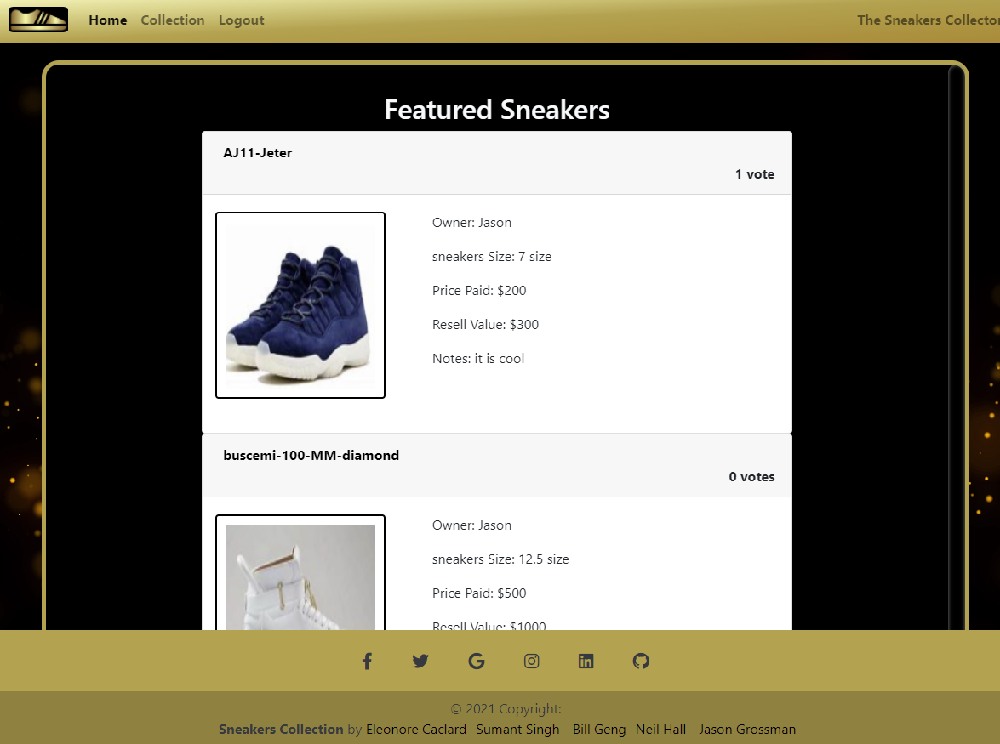 Home Collection Logout The Sneakers Collector
Featured Sneakers
AJ11-Jeter
1 vote
Owner: Jason
sneakers Size: 7 size
Price Paid: $200
Resell Value: $300
Notes: it is cool
buscemi-100-MM-diamond
0 votes
Owner: Jason
sneakers Size: 12.5 size
Price Paid: $500
Resell Value: $1000
© 2021 Copyright:
Sneakers Collection by Eleonore Caclard- Sumant Singh - Bill Geng- Neil Hall - Jason Grossman